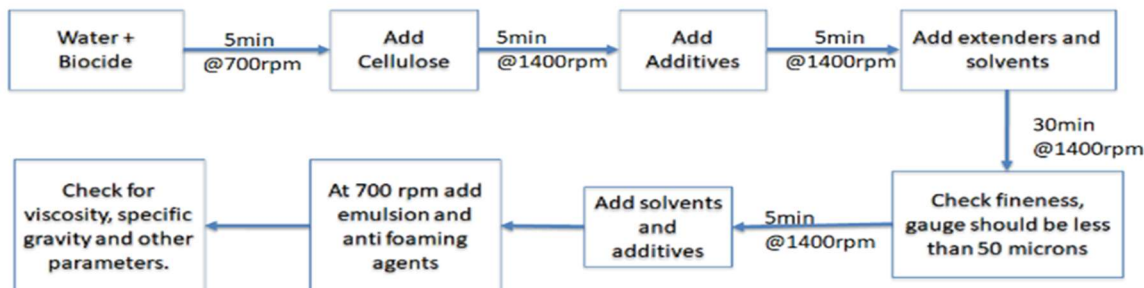 Water +
Biocide
5min
@700rpm
Add
Cellulose
5min
@1400rpm
Add
Additives
5min
@1400rpm
Add extenders and
solvents
30min
@1400rpm
Check fineness,
gauge should be less
than 50 microns
5min
@1400rpm
Add solvents
and
additives
At 700 rpm add
emulsion and
anti foaming
agents
Check for
viscosity, specific
gravity and other
parameters.